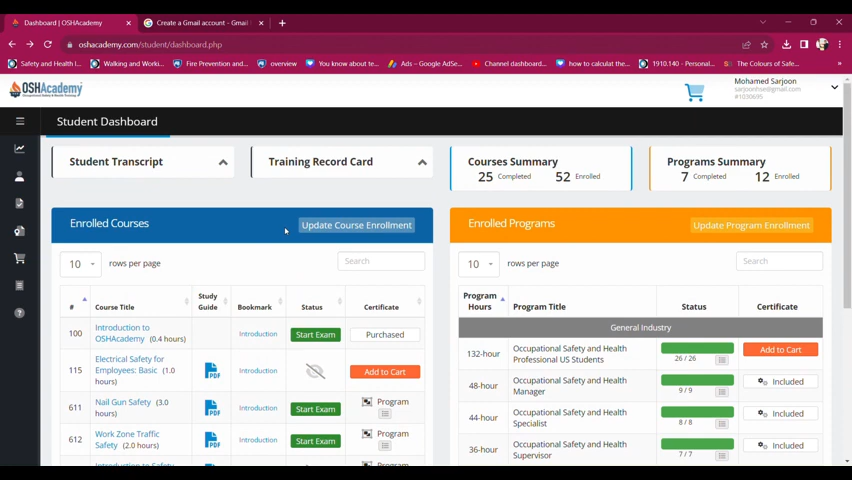 Dashboard | OSHAcademy
Create a Gmail account - Gmail
oshacademy.com/student/dashboard.php
Safety and Health I...
Walking and Worki...
Fire Prevention and...
overview
You know about te...
Ads – Google AdSe...
Channel dashboard...
how to calculat the...
1910.140 - Personal...
The Colours of Safe...
OSHAcademy
Occupational Safety & Health Training
Mohamed Sarjoon
sarjoonhse@gmail.com
#1030695
Student Dashboard
Student Transcript
Training Record Card
Courses Summary
25 Completed 52 Enrolled
Programs Summary
7 Completed 12 Enrolled
Enrolled Courses
Update Course Enrollment
10 rows per page
Search
# Course Title Study Guide Bookmark Status Certificate
100 Introduction to OSHAcademy (0.4 hours) Introduction Start Exam Purchased
115 Electrical Safety for Employees: Basic (1.0 hours) PDF Introduction Add to Cart
611 Nail Gun Safety (3.0 hours) PDF Introduction Start Exam Program
612 Work Zone Traffic Safety (2.0 hours) PDF Introduction Start Exam Program
Enrolled Programs
Update Program Enrollment
10 rows per page
Search
Program Hours Program Title Status Certificate
General Industry
132-hour Occupational Safety and Health Professional US Students 26 / 26 Add to Cart
48-hour Occupational Safety and Health Manager 9 / 9 Included
44-hour Occupational Safety and Health Specialist 8 / 8 Included
36-hour Occupational Safety and Health Supervisor 7 / 7 Included